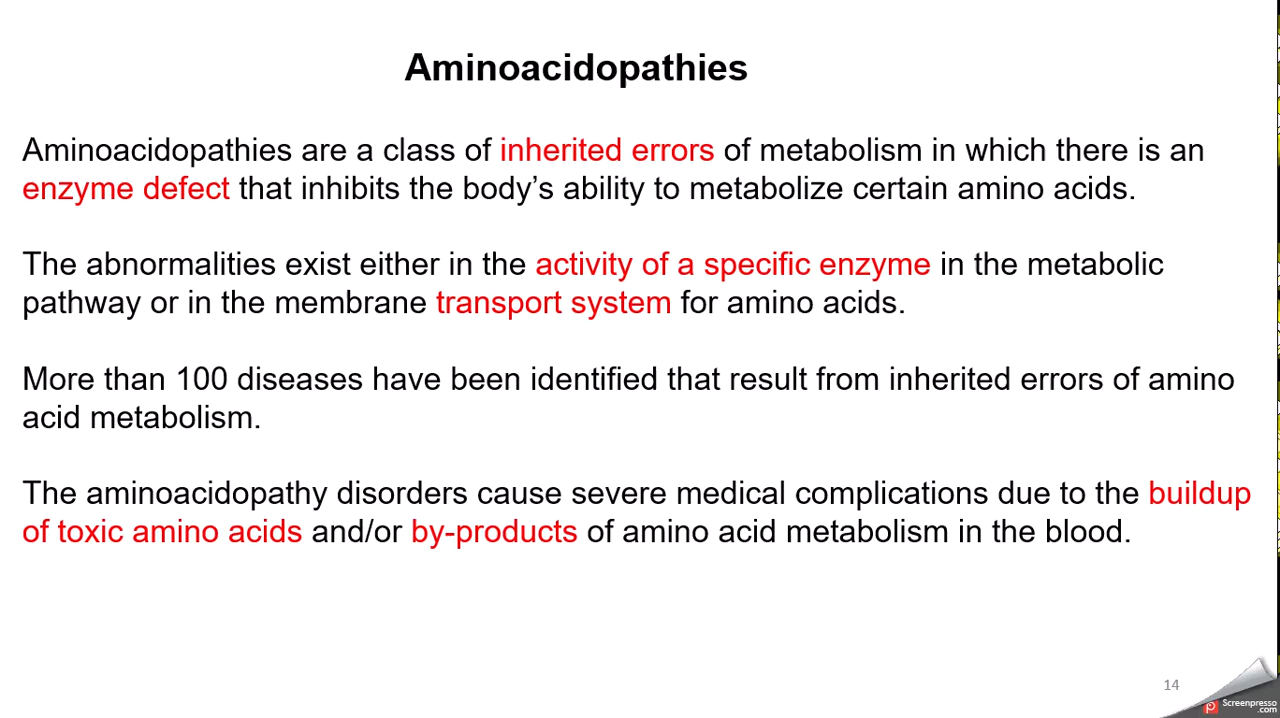 Aminoacidopathies
Aminoacidopathies are a class of inherited errors of metabolism in which there is an
enzyme defect that inhibits the body’s ability to metabolize certain amino acids.
The abnormalities exist either in the activity of a specific enzyme in the metabolic
pathway or in the membrane transport system for amino acids.
More than 100 diseases have been identified that result from inherited errors of amino
acid metabolism.
The aminoacidopathy disorders cause severe medical complications due to the buildup
of toxic amino acids and/or by-products of amino acid metabolism in the blood.
14
Screenpresso
.com